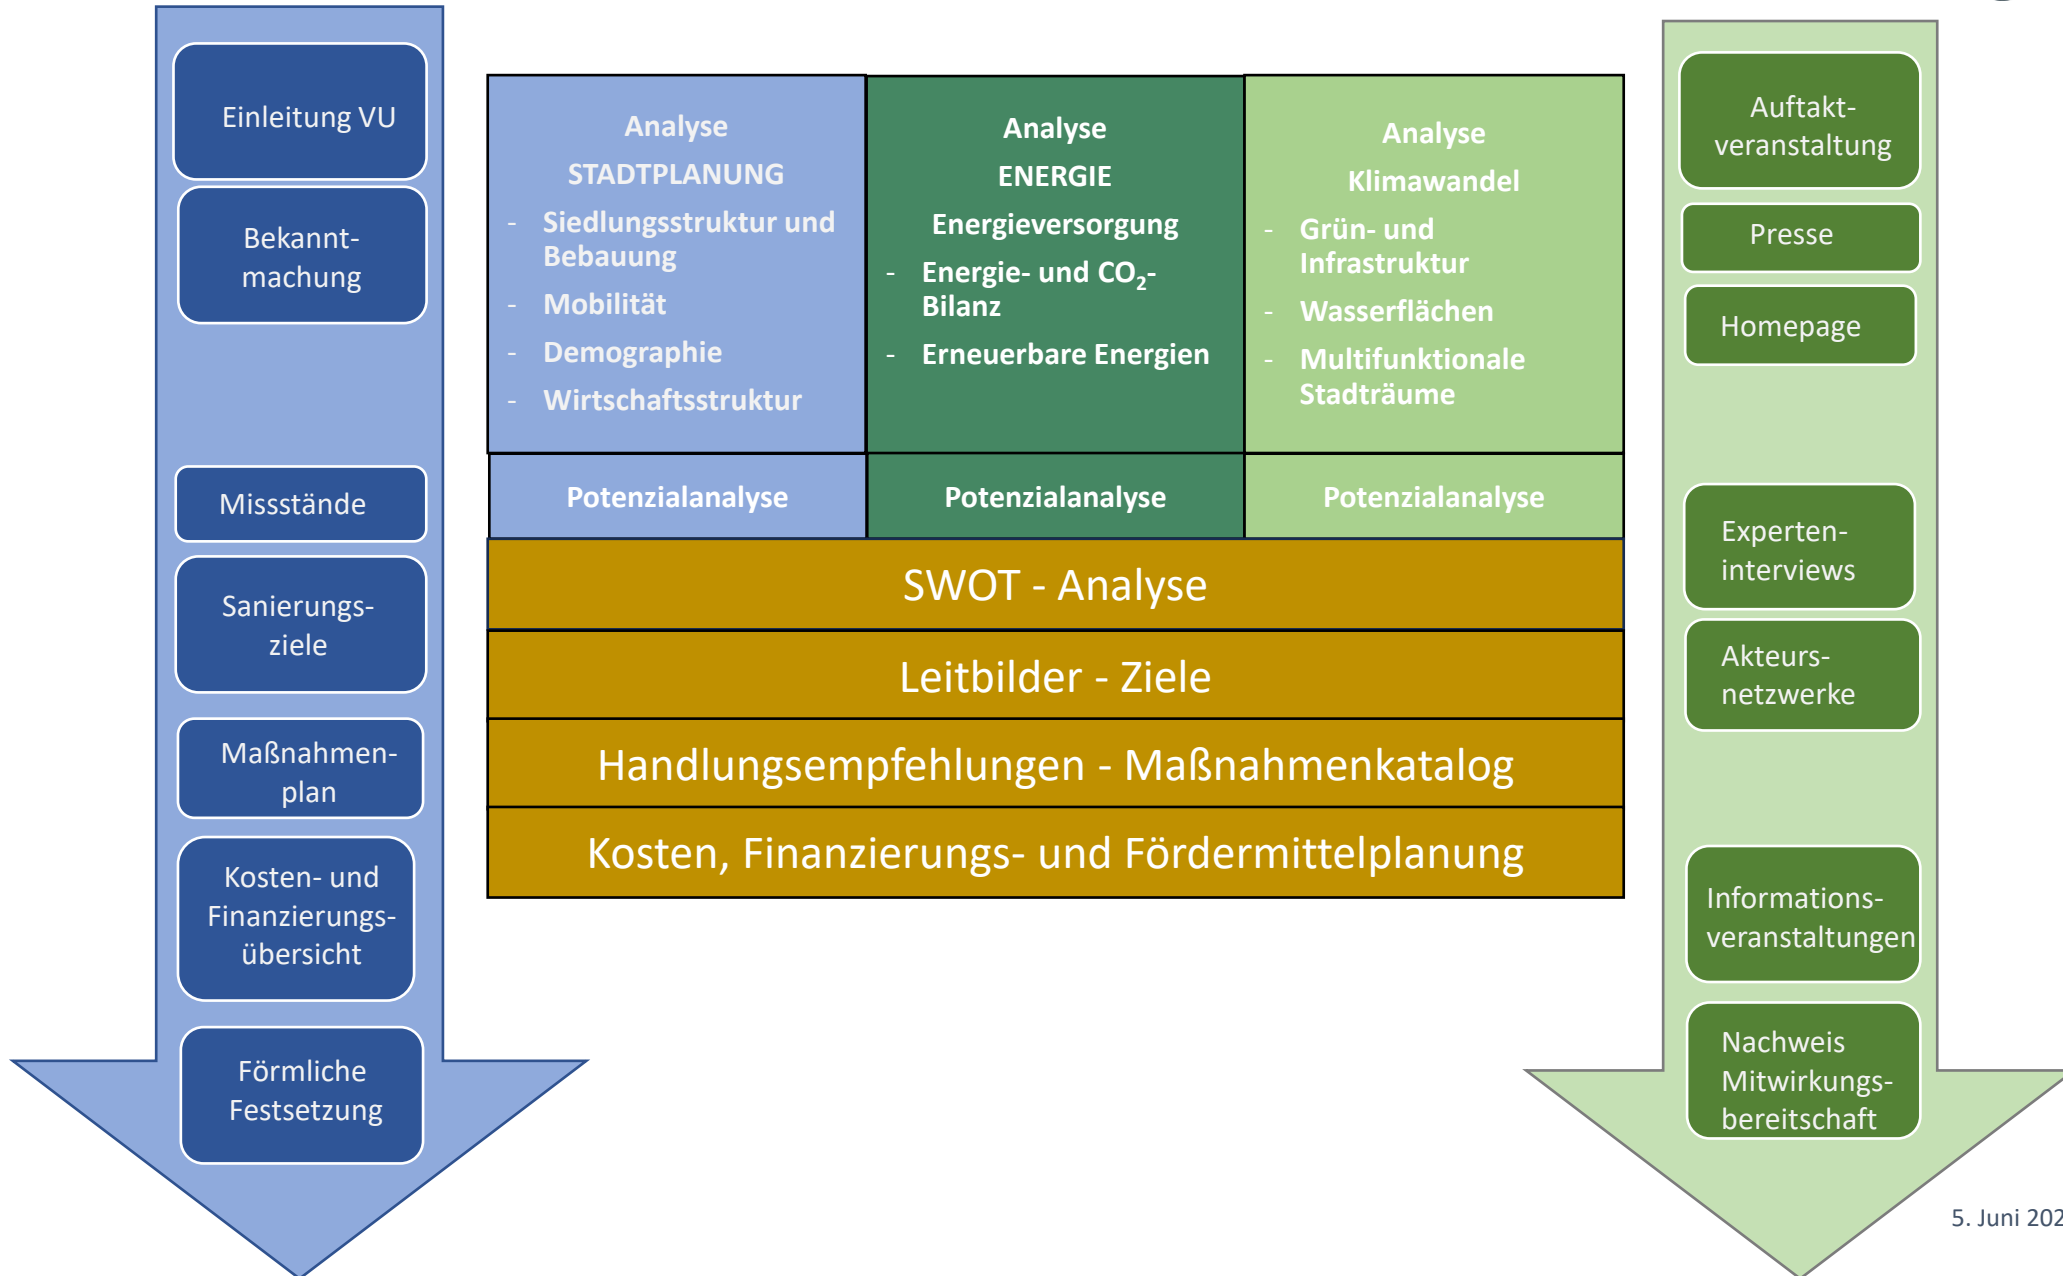 Einleitung VU
Bekannt-
machung
Missstände
Sanierungs-
ziele
Maßnahmen-
plan
Kosten- und
Finanzierungs-
übersicht
Förmliche
Festsetzung
Analyse
STADTPLANUNG
- Siedlungsstruktur und
Bebauung
- Mobilität
- Demographie
- Wirtschaftsstruktur
Analyse
ENERGIE
Energieversorgung
- Energie- und CO₂-
Bilanz
- Erneuerbare Energien
Analyse
Klimawandel
- Grün- und
Infrastruktur
- Wasserflächen
- Multifunktionale
Stadträume
Potenzialanalyse
Potenzialanalyse
Potenzialanalyse
SWOT - Analyse
Leitbilder - Ziele
Handlungsempfehlungen - Maßnahmenkatalog
Kosten, Finanzierungs- und Fördermittelplanung
Auftakt-
veranstaltung
Presse
Homepage
Experten-
interviews
Akteurs-
netzwerke
Informations-
veranstaltungen
Nachweis
Mitwirkungs-
bereitschaft
5. Juni 202